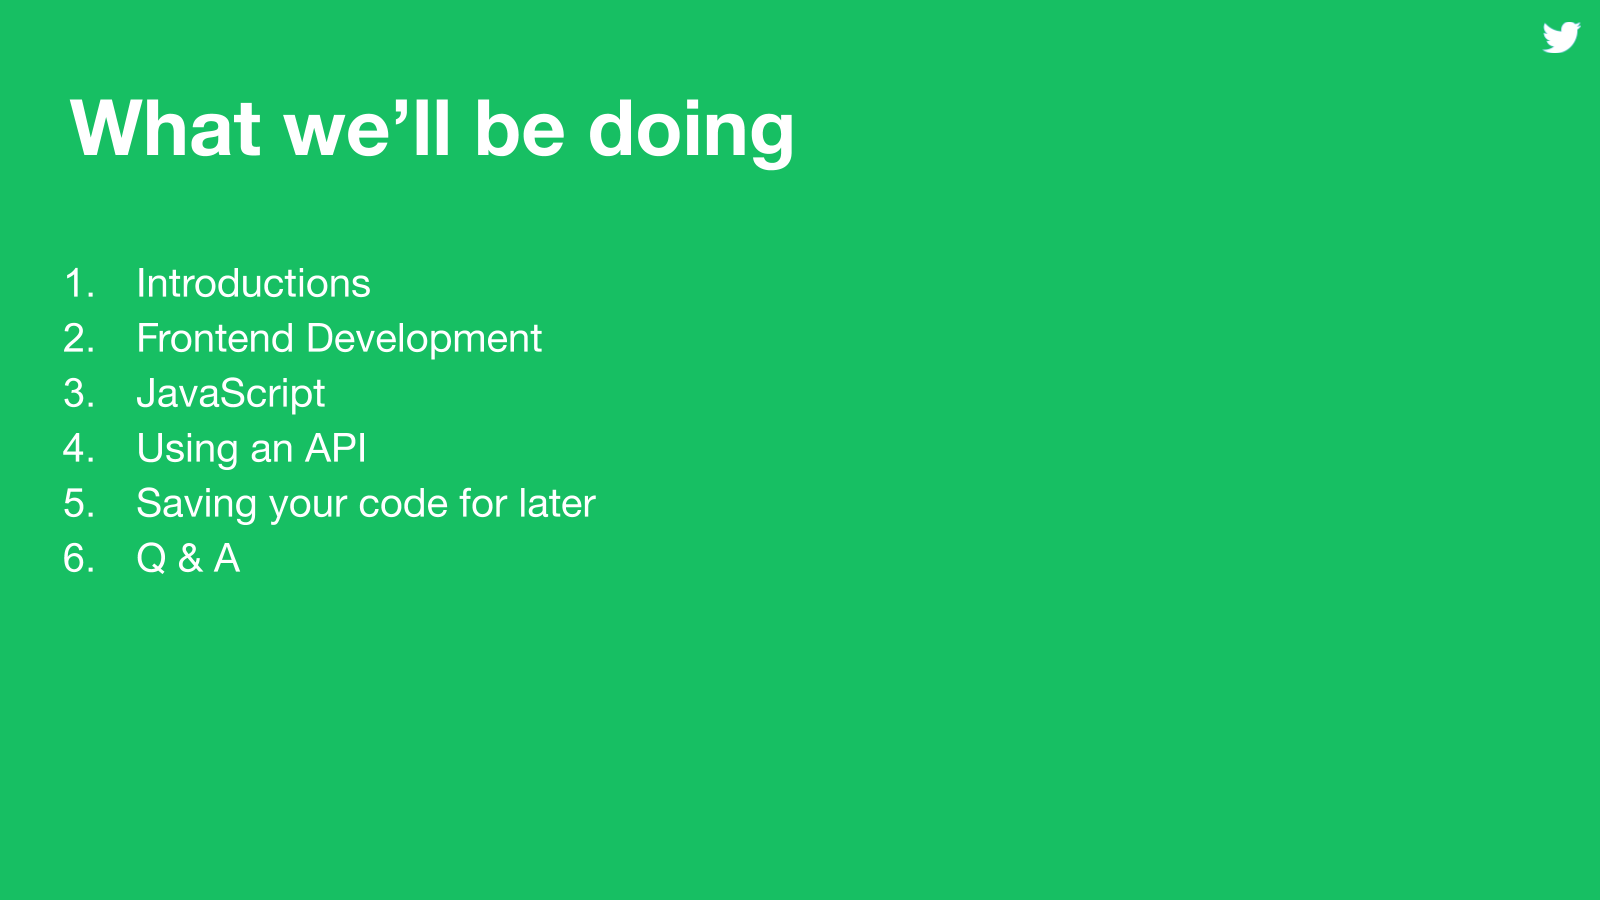 What we’ll be doing
1. Introductions
2. Frontend Development
3. JavaScript
4. Using an API
5. Saving your code for later
6. Q & A